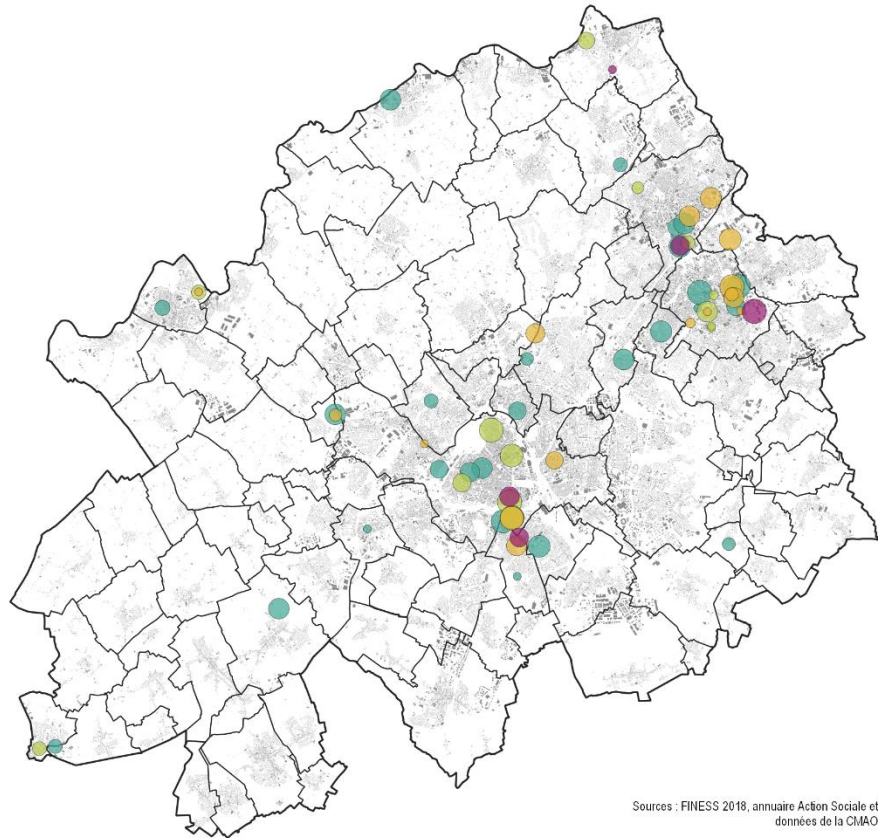 Sources : FINESS 2018, annuaire Action Sociale et
données de la CMAO